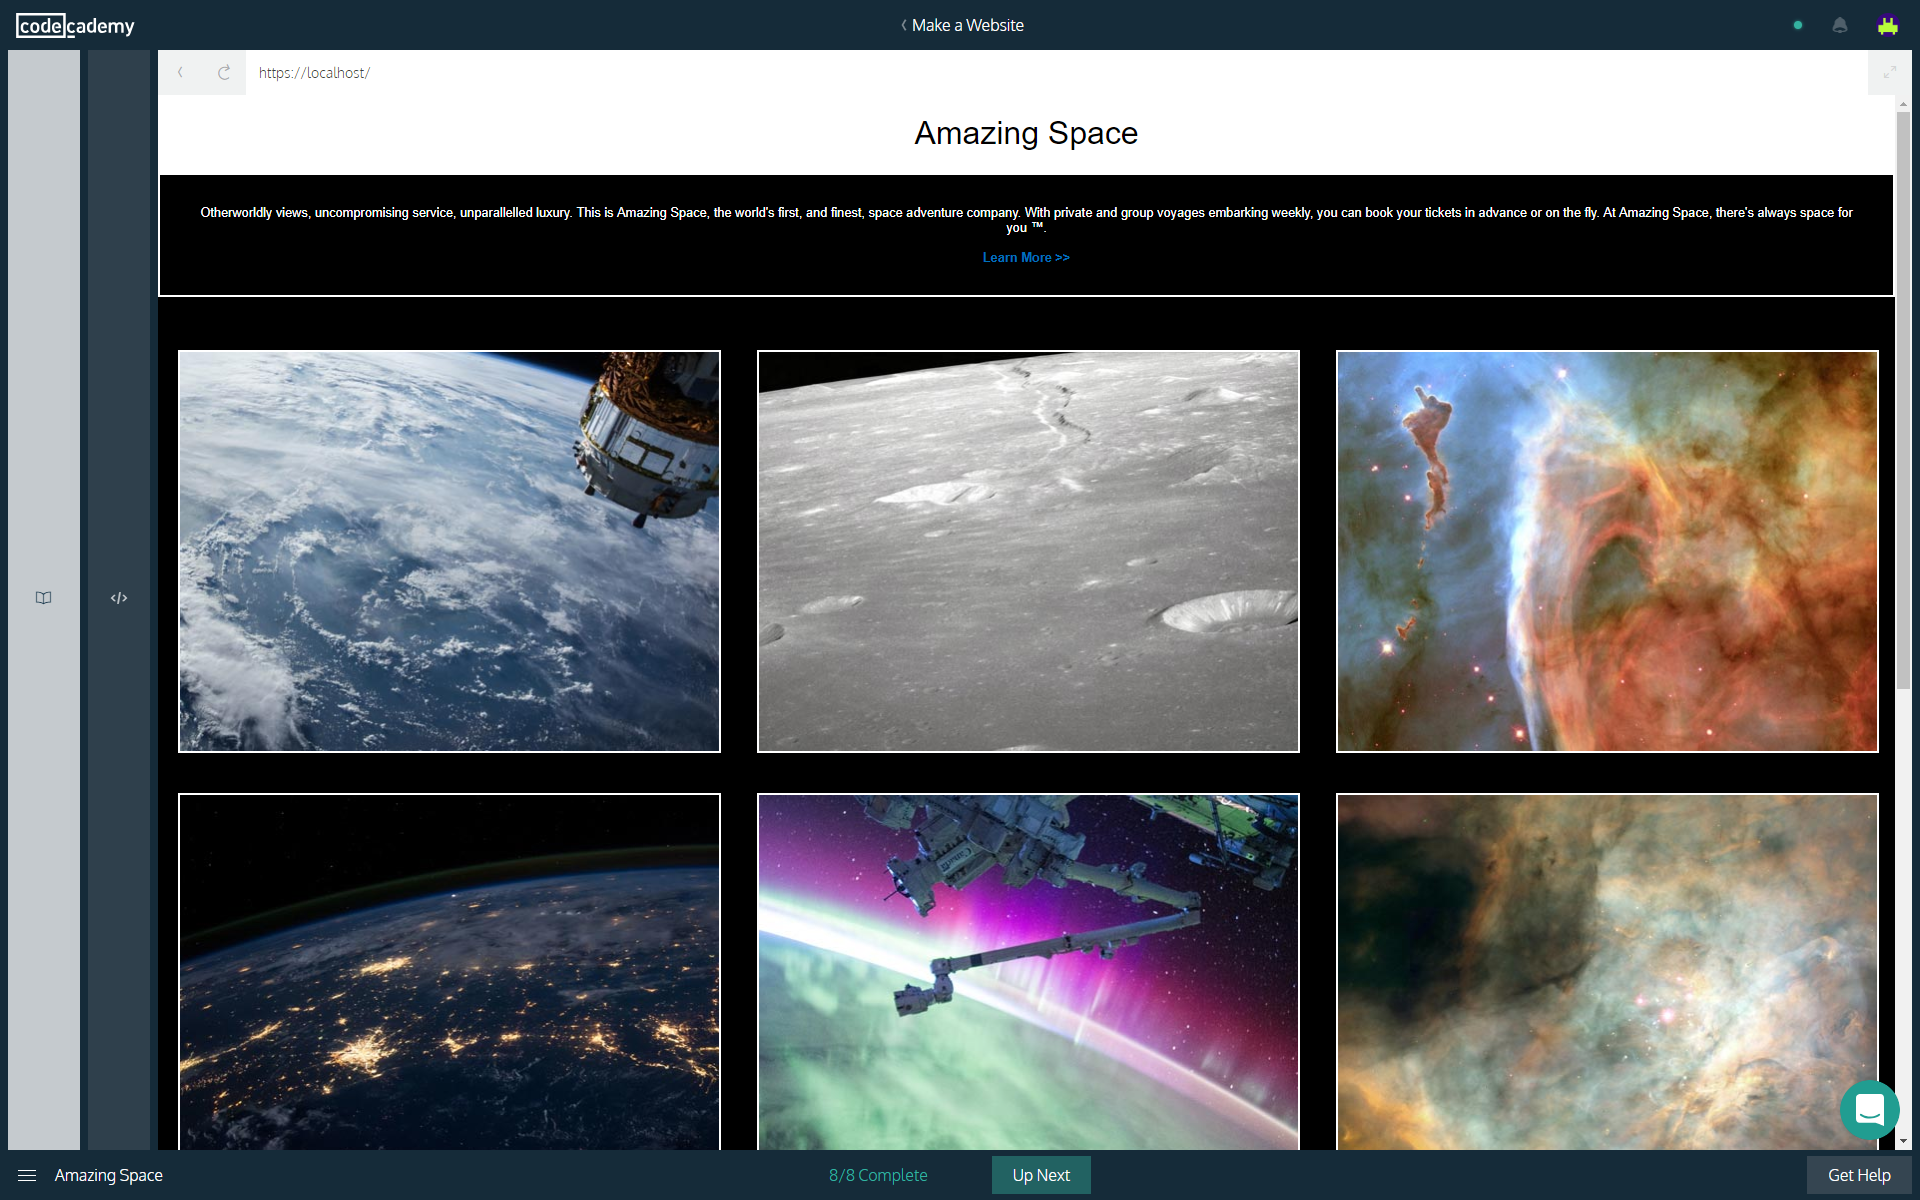 codecademy
Make a Website
https://localhost/
Amazing Space
Otherworldly views, uncompromising service, unparallelled luxury. This is Amazing Space, the world's first, and finest, space adventure company. With private and group voyages embarking weekly, you can book your tickets in advance or on the fly. At Amazing Space, there's always space for
you ™.
Learn More >>
Amazing Space
8/8 Complete
Up Next
Get Help